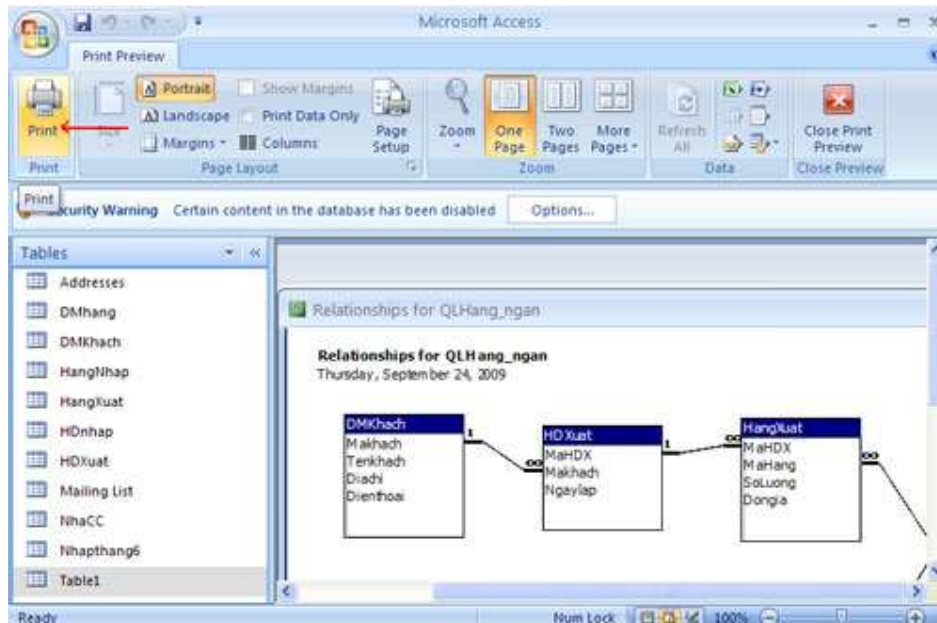 Microsoft Access
Print Preview
Print
Size
Portrait
Landscape
Margins
Show Margins
Print Data Only
Columns
Page Setup
Zoom
One Page
Two Pages
More Pages
Refresh All
Close Print Preview
Print
Page Layout
Zoom
Data
Close Preview
Print
Security Warning Certain content in the database has been disabled Options...
Tables
Addresses
DMhang
DMKhach
HangNhap
HangXuat
HDnhap
HDXuat
Mailing List
NhaCC
Nhapthang6
Table1
Relationships for QLHang_ngan
Relationships for QLHang_ngan
Thursday, September 24, 2009
DMKhach
Makhach
Tenkhach
Diachi
Dienthoai
1
∞
HDXuat
MaHDX
Makhach
Ngaylap
1
∞
HangXuat
MaHDX
MaHang
SoLuong
Dongia
∞
Ready
Num Lock
100%